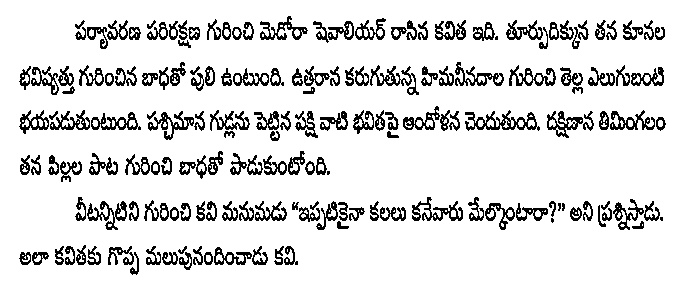 పర్యావరణ పరిరక్షణ గురించి మెడోరా షెవాలియర్ రాసిన కవిత ఇది. తూర్పుదిక్కున తన కూనల
భవిష్యత్తు గురించిన బాధతో పులి ఉంటుంది. ఉత్తరాన కరుగుతున్న హిమనీనదాల గురించి తెల్ల ఎలుగుబంటి
భయపడుతుంటుంది. పశ్చిమాన గుడ్లను పెట్టిన పక్షి వాటి భవితపై ఆందోళన చెందుతుంది. దక్షిణాన తిమింగలం
తన పిల్లల పాట గురించి బాధతో పాడుకుంటోంది.
వీటన్నిటిని గురించి కవి మనుమడు “ఇప్పటికైనా కలలు కనేవారు మేల్కొంటారా?” అని ప్రశ్నిస్తాడు.
అలా కవితకు గొప్ప మలుపునందించాడు కవి.